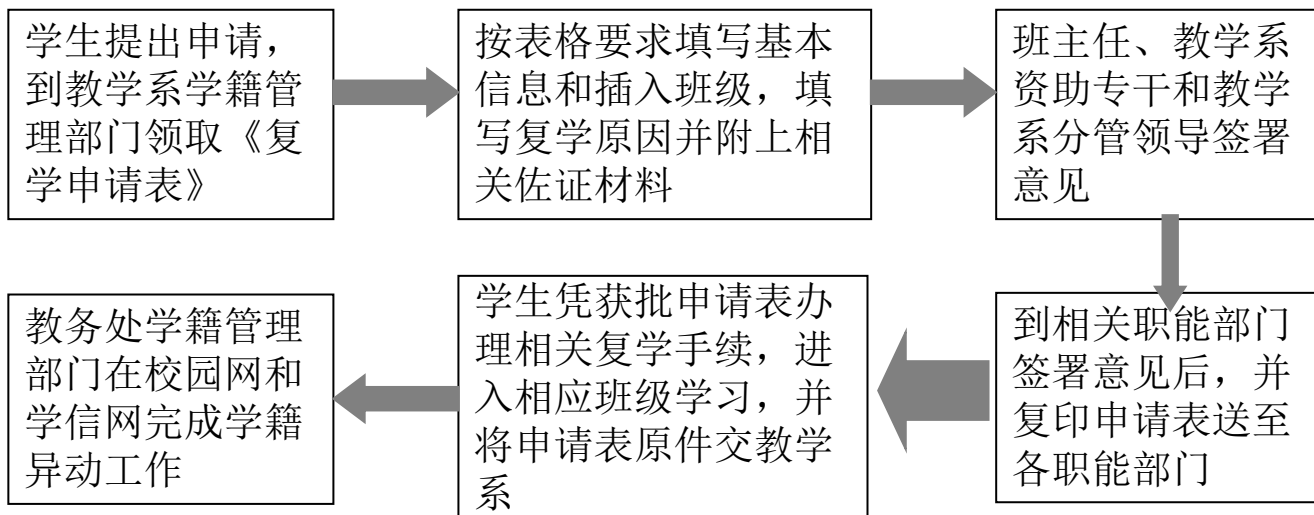 学生提出申请，
到教学系学籍管
理部门领取《复
学申请表》
按表格要求填写基本
信息和插入班级，填
写复学原因并附上相
关佐证材料
班主任、教学系
资助专干和教学
系分管领导签署
意见
到相关职能部门
签署意见后，并
复印申请表送至
各职能部门
学生凭获批申请表办
理相关复学手续，进
入相应班级学习，并
将申请表原件交教学
系
教务处学籍管理
部门在校园网和
学信网完成学籍
异动工作